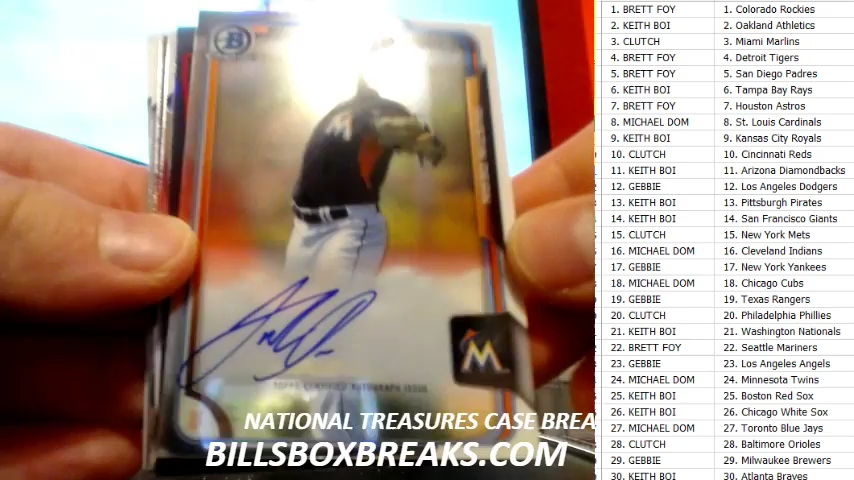 B
M
TOPPS CERTIFIED AUTOGRAPH ISSUE
M
NATIONAL TREASURES CASE BREA
BILLSBOXBREAKS.COM
1. BRETT FOY 1. Colorado Rockies
2. KEITH BOI 2. Oakland Athletics
3. CLUTCH 3. Miami Marlins
4. BRETT FOY 4. Detroit Tigers
5. BRETT FOY 5. San Diego Padres
6. KEITH BOI 6. Tampa Bay Rays
7. BRETT FOY 7. Houston Astros
8. MICHAEL DOM 8. St. Louis Cardinals
9. KEITH BOI 9. Kansas City Royals
10. CLUTCH 10. Cincinnati Reds
11. KEITH BOI 11. Arizona Diamondbacks
12. GEBBIE 12. Los Angeles Dodgers
13. KEITH BOI 13. Pittsburgh Pirates
14. KEITH BOI 14. San Francisco Giants
15. CLUTCH 15. New York Mets
16. MICHAEL DOM 16. Cleveland Indians
17. GEBBIE 17. New York Yankees
18. MICHAEL DOM 18. Chicago Cubs
19. GEBBIE 19. Texas Rangers
20. CLUTCH 20. Philadelphia Phillies
21. KEITH BOI 21. Washington Nationals
22. BRETT FOY 22. Seattle Mariners
23. GEBBIE 23. Los Angeles Angels
24. MICHAEL DOM 24. Minnesota Twins
25. KEITH BOI 25. Boston Red Sox
26. KEITH BOI 26. Chicago White Sox
27. MICHAEL DOM 27. Toronto Blue Jays
28. CLUTCH 28. Baltimore Orioles
29. GEBBIE 29. Milwaukee Brewers
30. KEITH BOI 30. Atlanta Braves